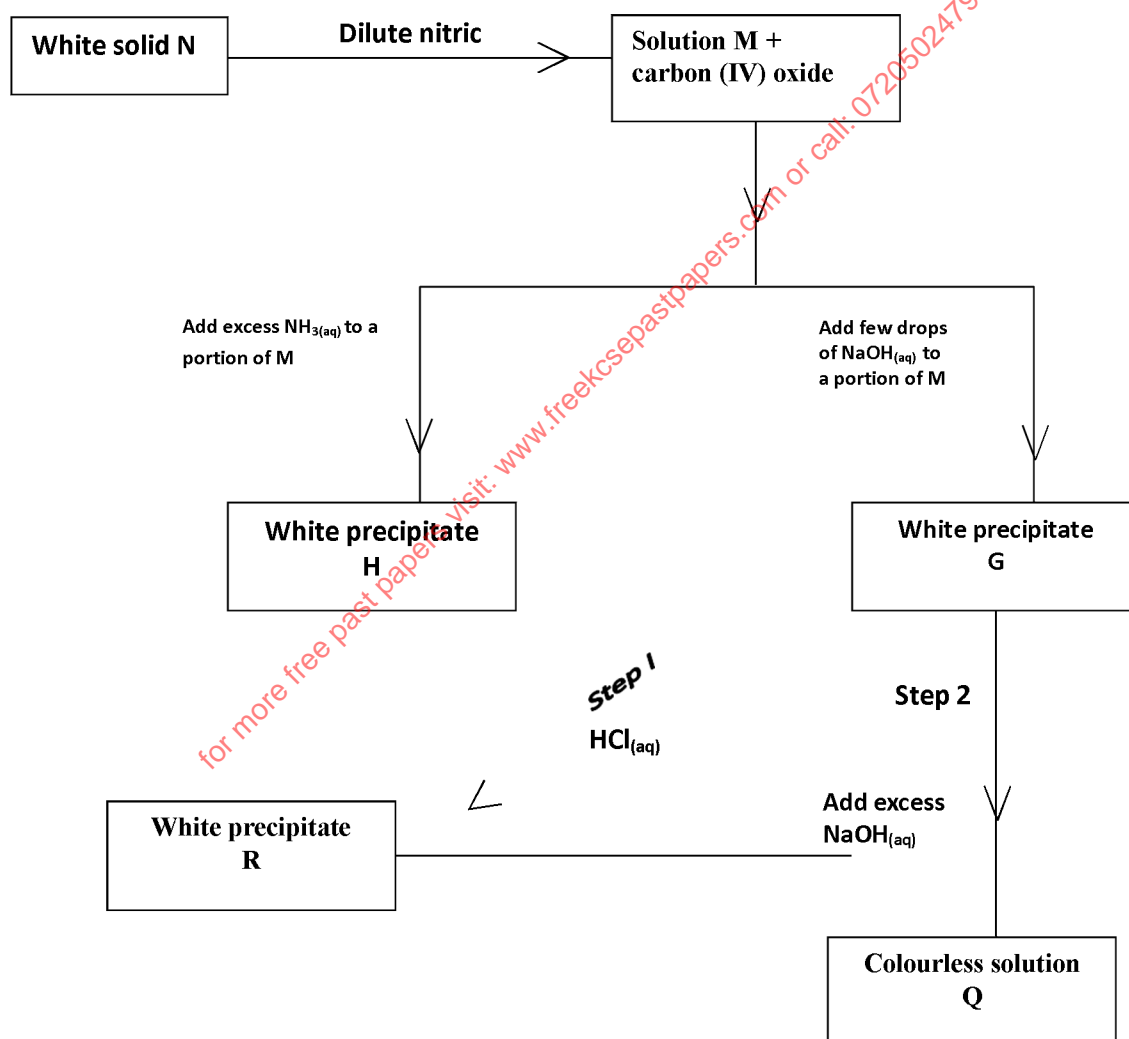 White solid N
Dilute nitric
Solution M +
carbon (IV) oxide
Add excess NH3(aq) to a
portion of M
Add few drops
of NaOH(aq) to
a portion of M
White precipitate
H
White precipitate
G
Step I
HCl(aq)
Step 2
Add excess
NaOH(aq)
White precipitate
R
Colourless solution
Q
for more free past papers visit: www.freekcsepastpapers.com or call: 0720502479